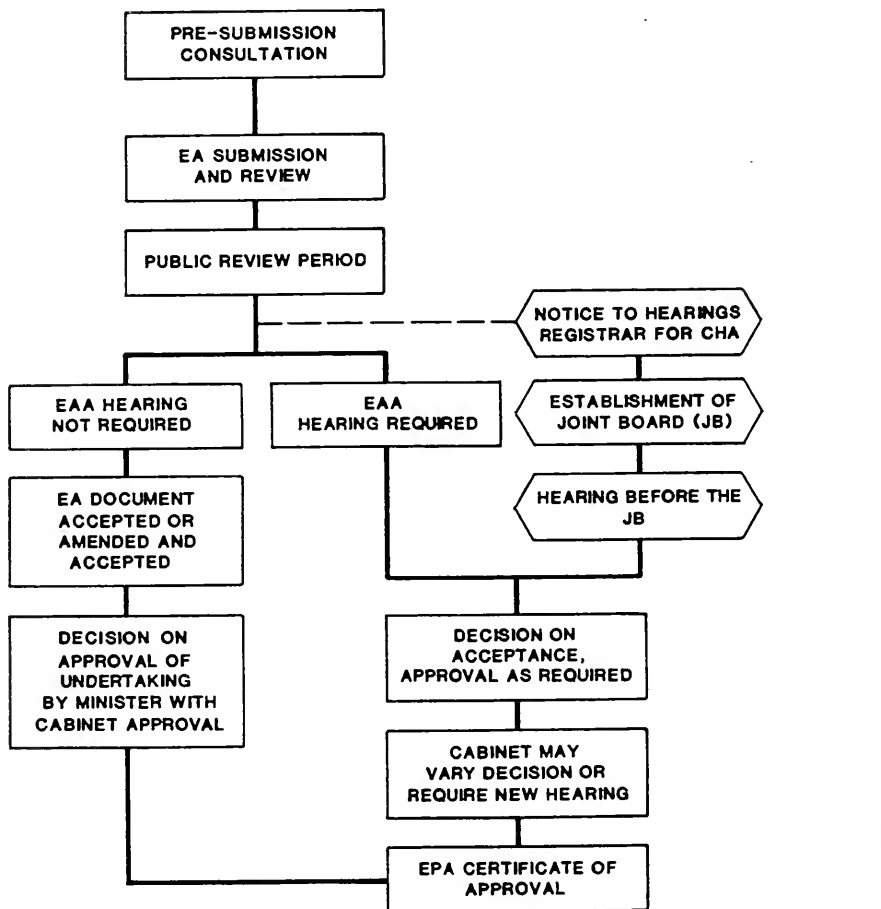 PRE-SUBMISSION
CONSULTATION
EA SUBMISSION
AND REVIEW
PUBLIC REVIEW PERIOD
NOTICE TO HEARINGS
REGISTRAR FOR CHA
EAA HEARING
NOT REQUIRED
EAA
HEARING REQUIRED
ESTABLISHMENT OF
JOINT BOARD (JB)
EA DOCUMENT
ACCEPTED OR
AMENDED AND
ACCEPTED
HEARING BEFORE THE
JB
DECISION ON
APPROVAL OF
UNDERTAKING
BY MINISTER WITH
CABINET APPROVAL
DECISION ON
ACCEPTANCE,
APPROVAL AS REQUIRED
CABINET MAY
VARY DECISION OR
REQUIRE NEW HEARING
EPA CERTIFICATE OF
APPROVAL